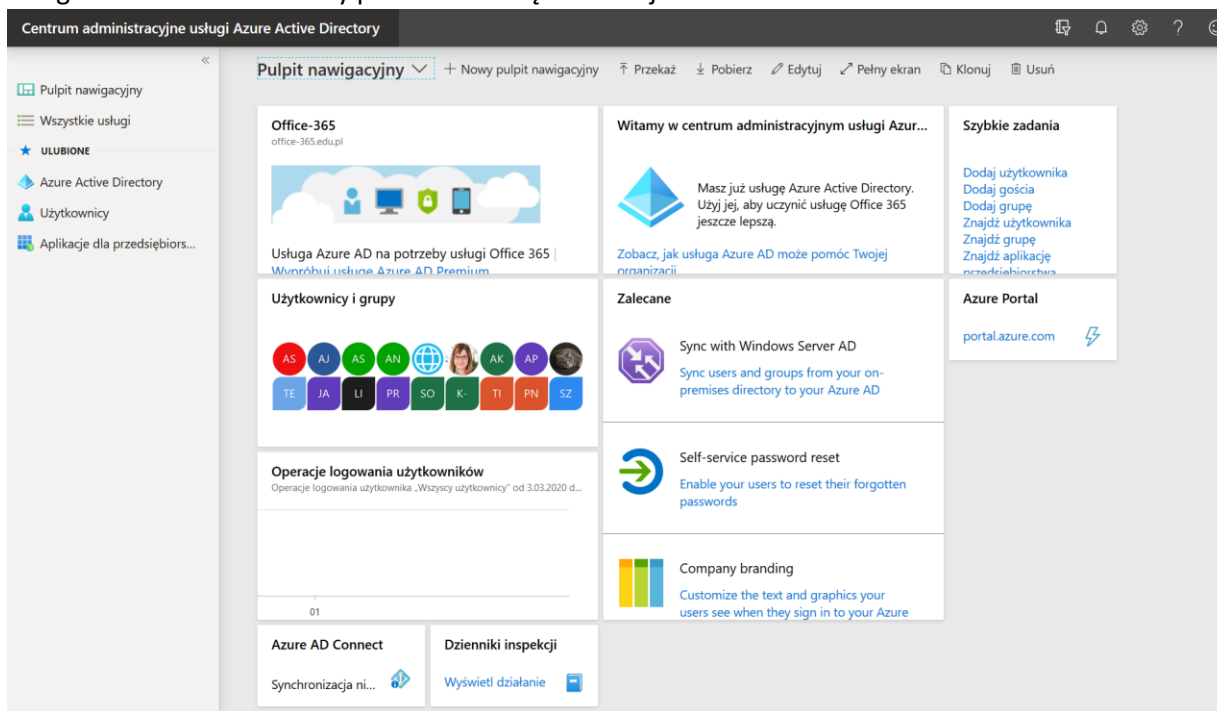 Centrum administracyjne usługi Azure Active Directory
«
Pulpit nawigacyjny
Wszystkie usługi
ULUBIONE
Azure Active Directory
Użytkownicy
Aplikacje dla przedsiębiors...
Pulpit nawigacyjny
+ Nowy pulpit nawigacyjny
Przekaż
Pobierz
Edytuj
Pełny ekran
Klonuj
Usuń
Office-365
office-365.edu.pl
Usługa Azure AD na potrzeby usługi Office 365 |
Wypróbuj usługę Azure AD Premium
Witamy w centrum administracyjnym usługi Azur...
Masz już usługę Azure Active Directory.
Użyj jej, aby uczynić usługę Office 365
jeszcze lepszą.
Zobacz, jak usługa Azure AD może pomóc Twojej
organizacji
Szybkie zadania
Dodaj użytkownika
Dodaj gościa
Dodaj grupę
Znajdź użytkownika
Znajdź grupę
Znajdź aplikację
przedsiębiorstwa
Użytkownicy i grupy
AS AJ AS AN AK AP
TE JA LI PR SO K- TI PN SZ
Zalecane
Sync with Windows Server AD
Sync users and groups from your on-
premises directory to your Azure AD
Self-service password reset
Enable your users to reset their forgotten
passwords
Company branding
Customize the text and graphics your
users see when they sign in to your Azure
Azure Portal
portal.azure.com
Operacje logowania użytkowników
Operacje logowania użytkownika „Wszyscy użytkownicy” od 3.03.2020 d...
01
Azure AD Connect
Synchronizacja ni...
Dzienniki inspekcji
Wyświetl działanie